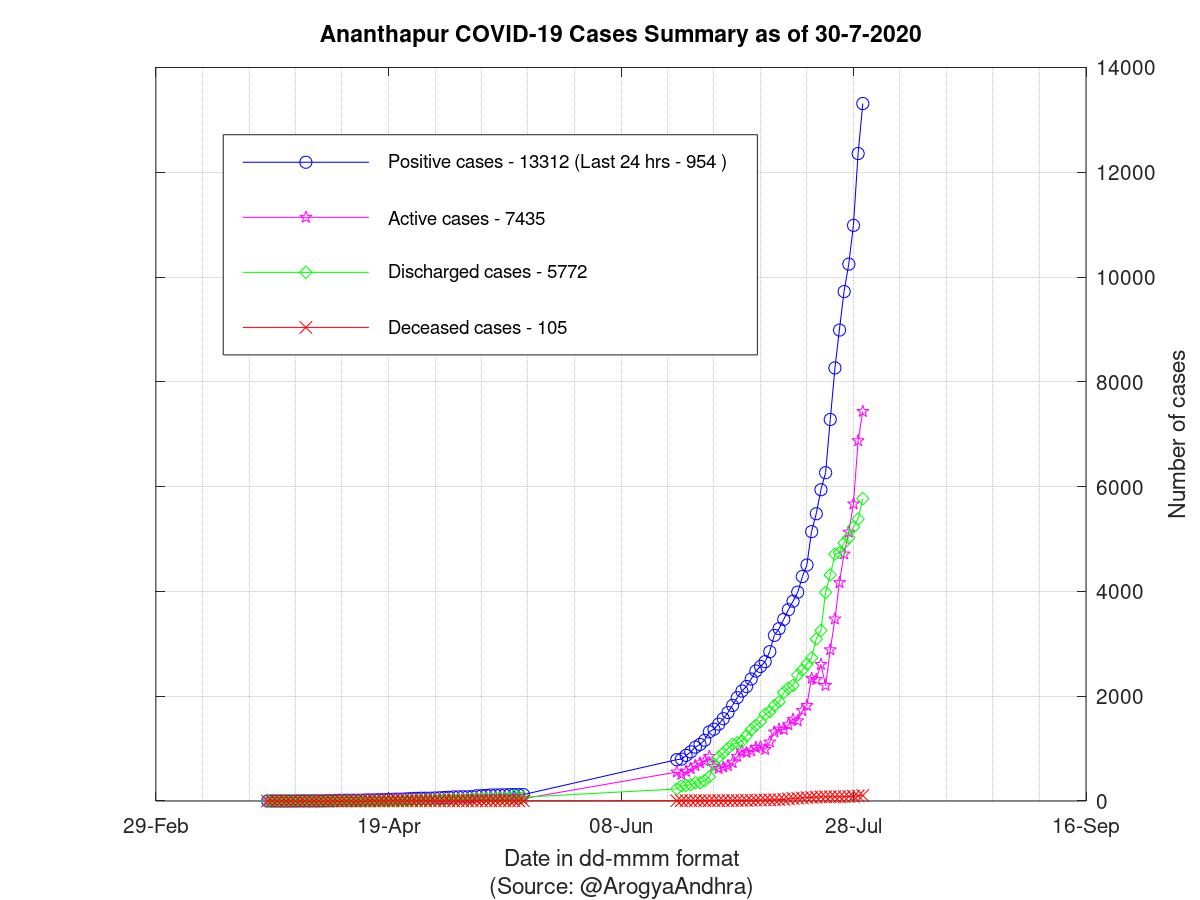 Ananthapur COVID-19 Cases Summary as of 30-7-2020
14000
12000
10000
8000
6000
4000
2000
0
Number of cases
Positive cases - 13312 (Last 24 hrs - 954 )
Active cases - 7435
Discharged cases - 5772
Deceased cases - 105
29-Feb 19-Apr 08-Jun 28-Jul 16-Sep
Date in dd-mmm format
(Source: @ArogyaAndhra)